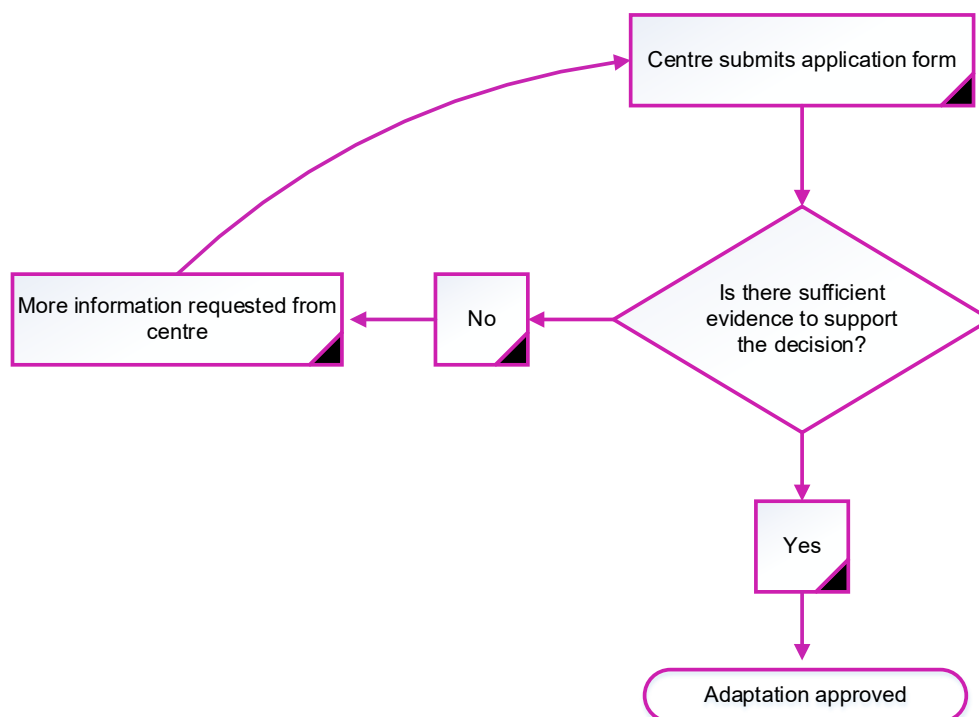 Centre submits application form
Is there sufficient
evidence to support
the decision?
No
More information requested from
centre
Yes
Adaptation approved